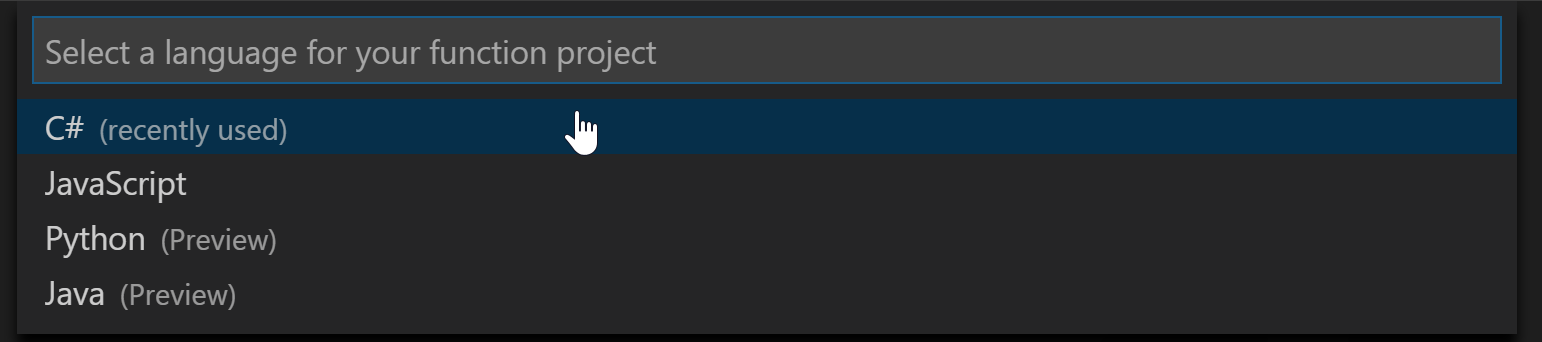 Select a language for your function project
C# (recently used)
JavaScript
Python (Preview)
Java (Preview)